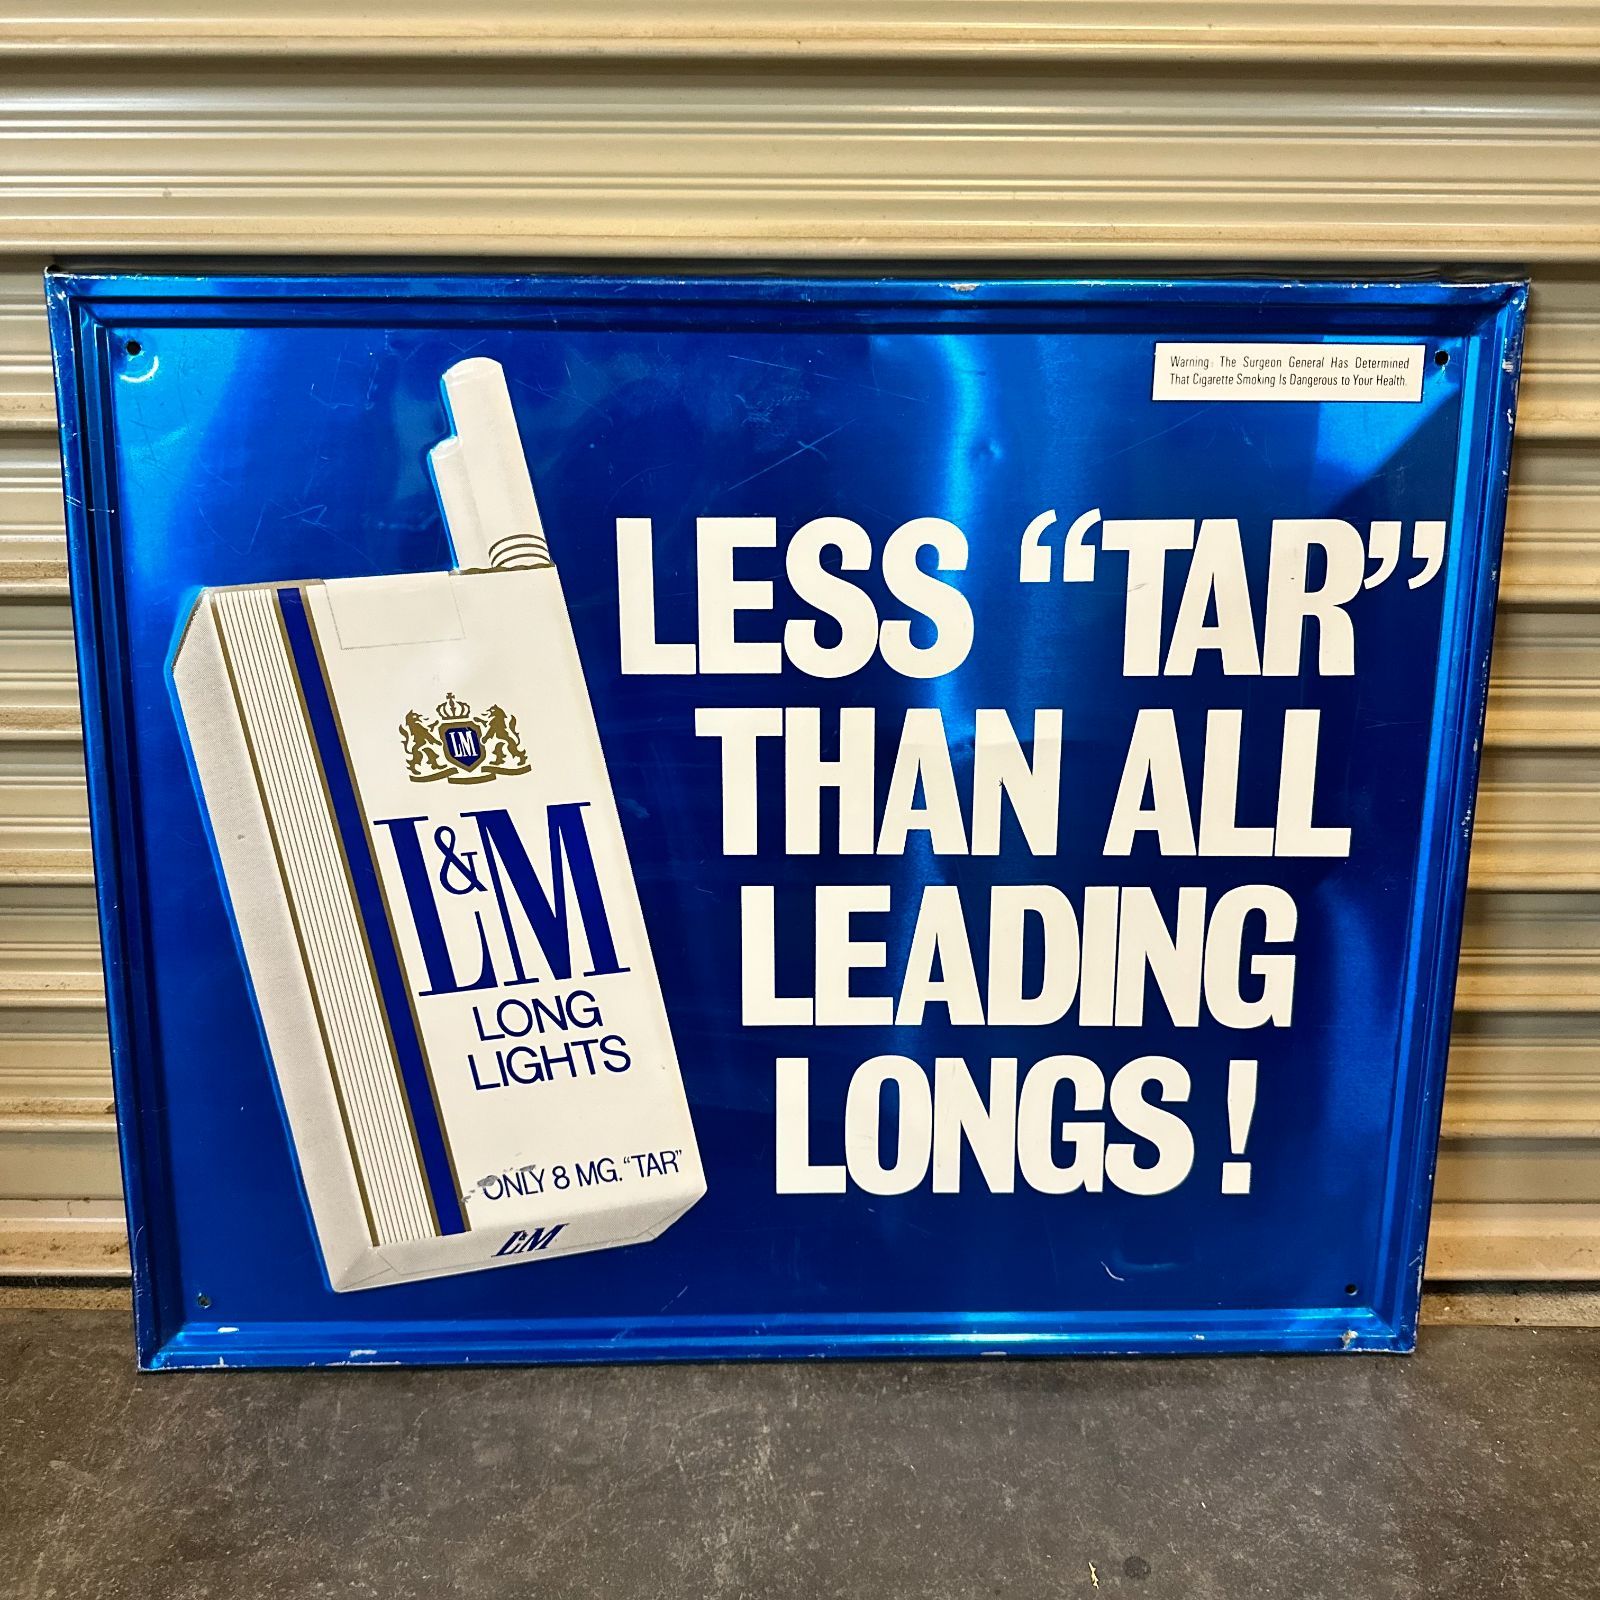 Warning: The Surgeon General Has Determined
That Cigarette Smoking Is Dangerous to Your Health.
LESS “TAR”
THAN ALL
LEADING
LONGS!
LM
L&M
LONG
LIGHTS
ONLY 8 MG. “TAR”
L&M